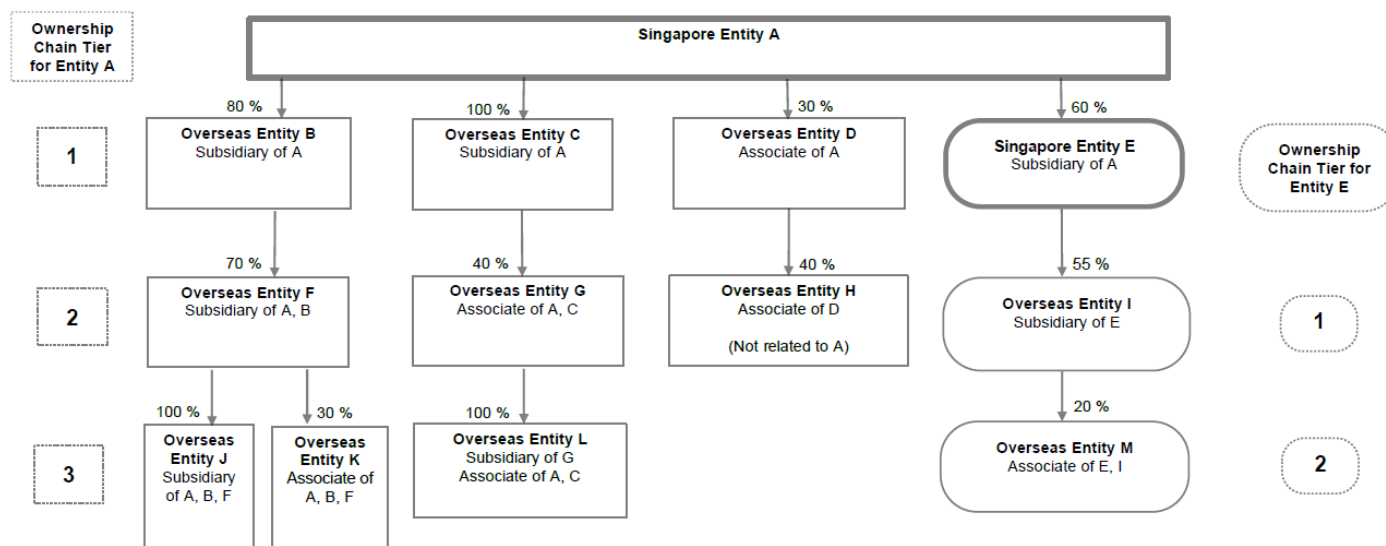 Ownership
Chain Tier
for Entity A
Singapore Entity A
80 %
100 %
30 %
60 %
1
Overseas Entity B
Subsidiary of A
Overseas Entity C
Subsidiary of A
Overseas Entity D
Associate of A
Singapore Entity E
Subsidiary of A
Ownership
Chain Tier for
Entity E
70 %
40 %
40 %
55 %
2
Overseas Entity F
Subsidiary of A, B
Overseas Entity G
Associate of A, C
Overseas Entity H
Associate of D
(Not related to A)
Overseas Entity I
Subsidiary of E
1
100 %
30 %
100 %
20 %
3
Overseas
Entity J
Subsidiary
of A, B, F
Overseas
Entity K
Associate of
A, B, F
Overseas Entity L
Subsidiary of G
Associate of A, C
Overseas Entity M
Associate of E, I
2